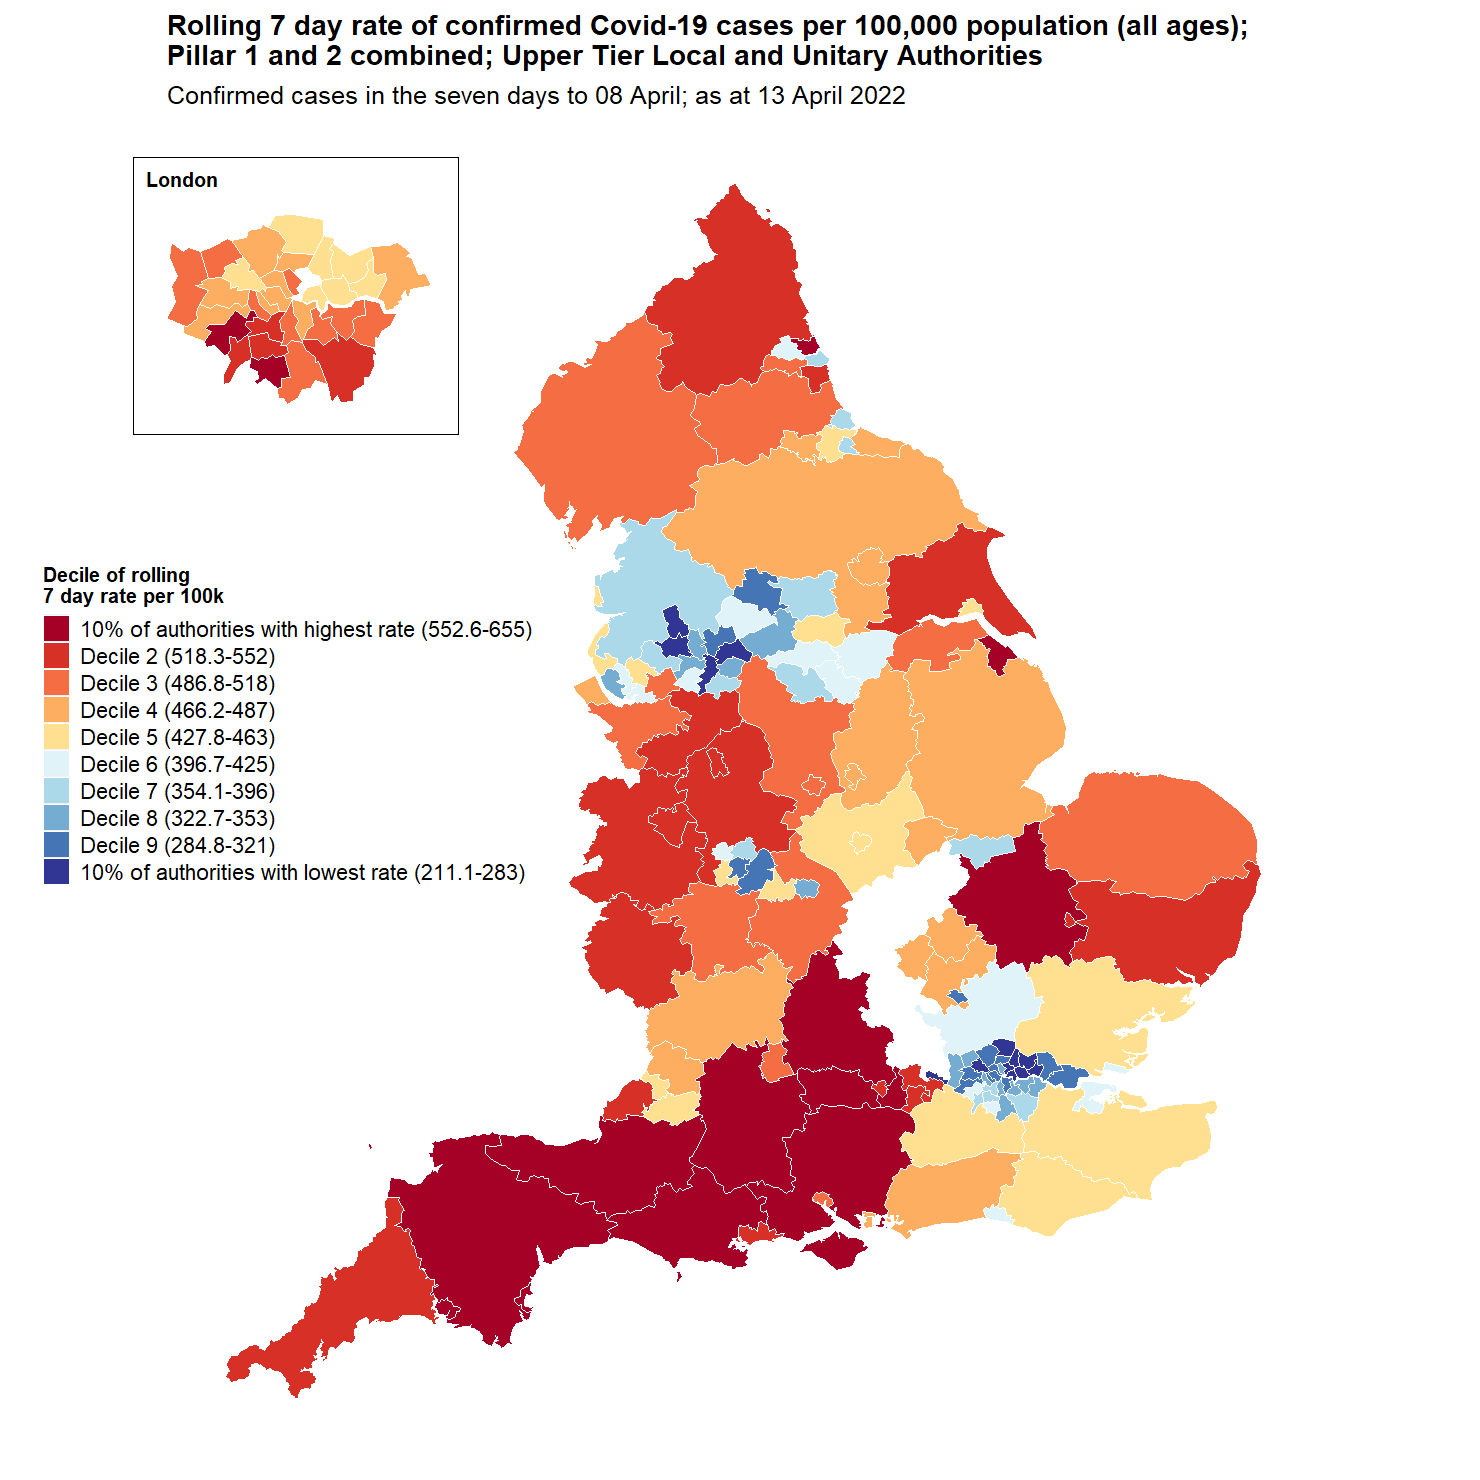 Rolling 7 day rate of confirmed Covid-19 cases per 100,000 population (all ages);
Pillar 1 and 2 combined; Upper Tier Local and Unitary Authorities
Confirmed cases in the seven days to 08 April; as at 13 April 2022
London
Decile of rolling
7 day rate per 100k
10% of authorities with highest rate (552.6-655)
Decile 2 (518.3-552)
Decile 3 (486.8-518)
Decile 4 (466.2-487)
Decile 5 (427.8-463)
Decile 6 (396.7-425)
Decile 7 (354.1-396)
Decile 8 (322.7-353)
Decile 9 (284.8-321)
10% of authorities with lowest rate (211.1-283)